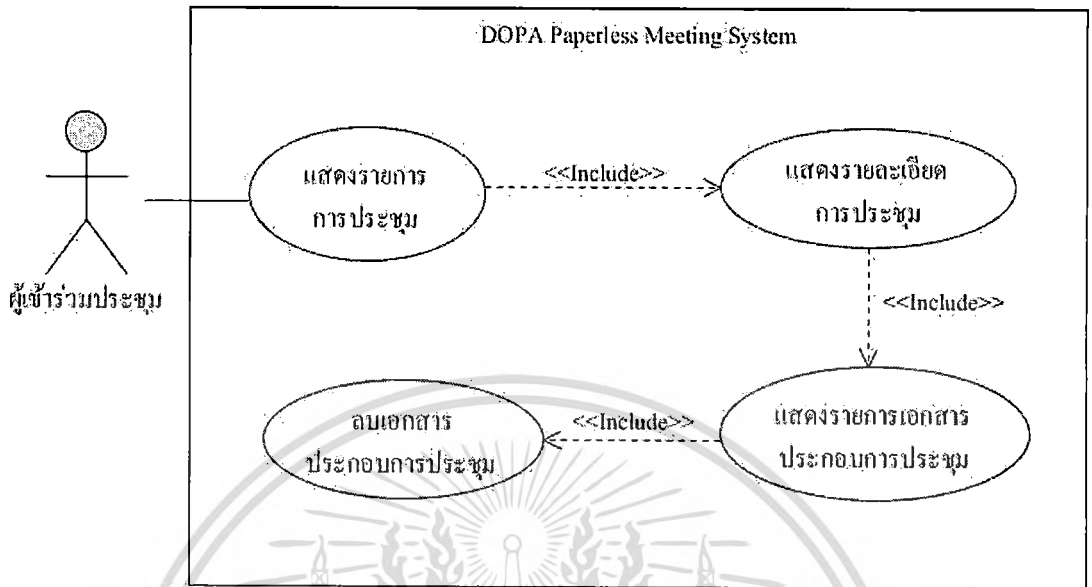 DOPA Paperless Meeting System
แสดงรายการ
การประชุม
<<Include>>
แสดงรายละเอียด
การประชุม
ผู้เข้าร่วมประชุม
<<Include>>
ลบเอกสาร
ประกอบการประชุม
<<Include>>
แสดงรายการเอกสาร
ประกอบการประชุม